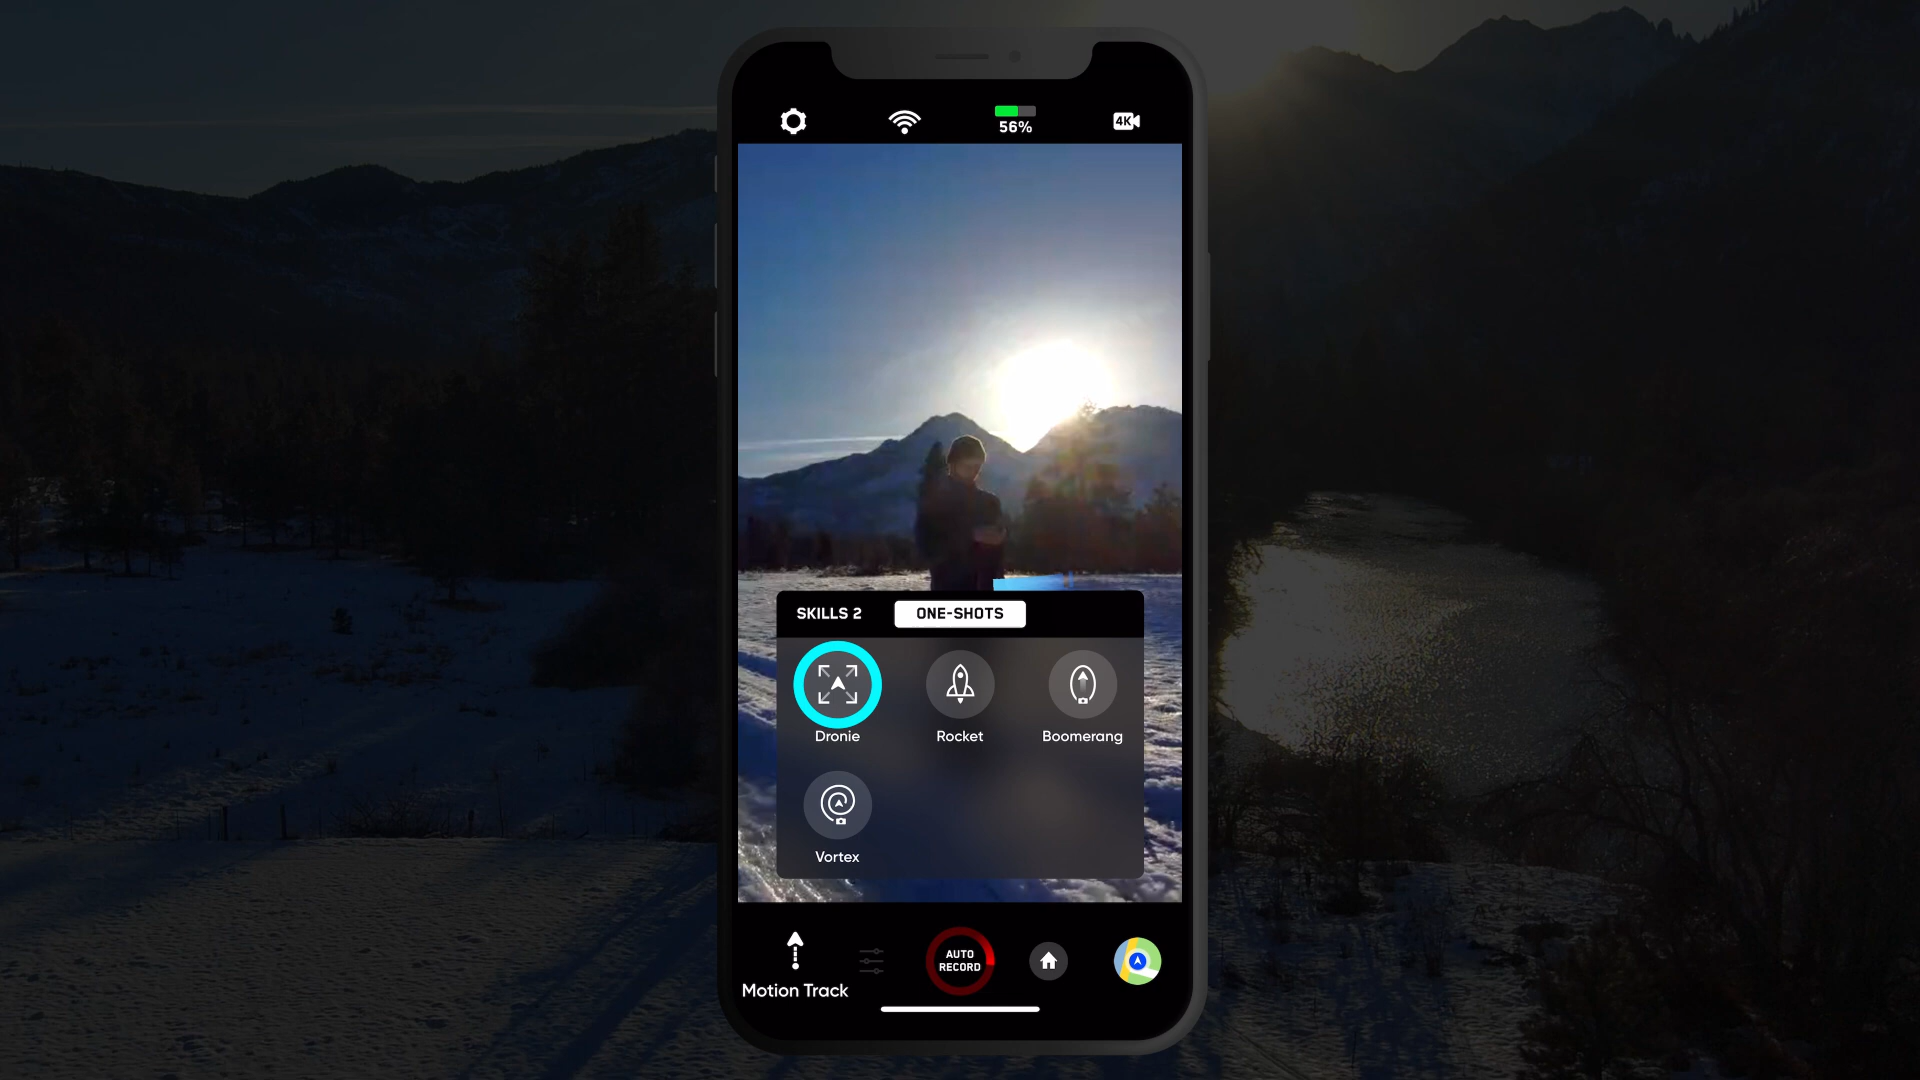 56%
4K
SKILLS 2
ONE-SHOTS
Dronie
Rocket
Boomerang
Vortex
AUTO
RECORD
Motion Track